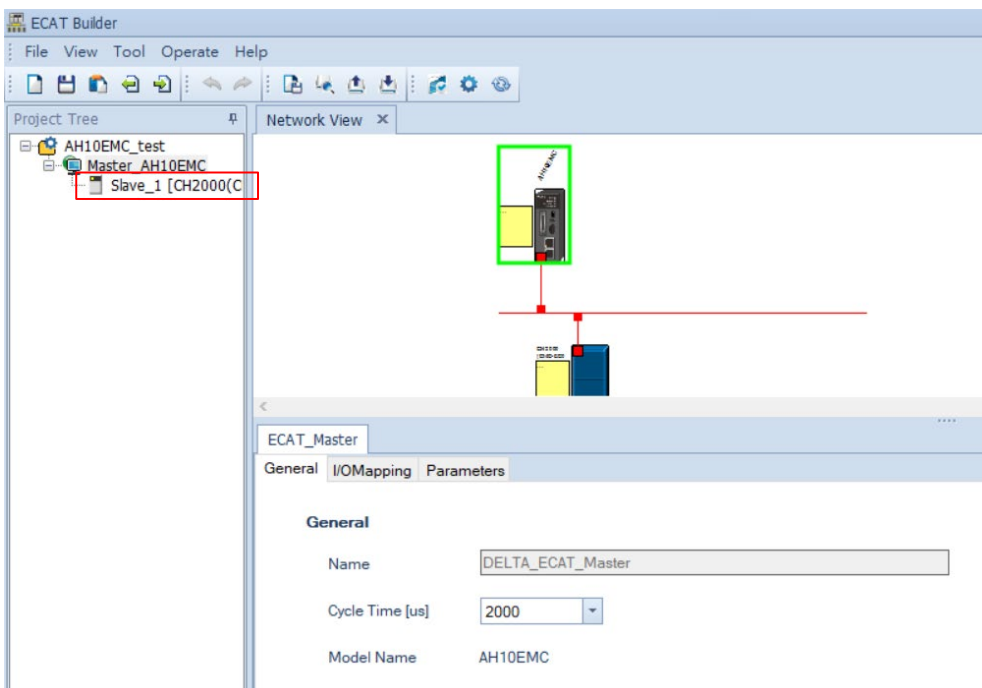 ECAT Builder
File View Tool Operate Help
Project Tree
Network View
AH10EMC_test
Master_AH10EMC
Slave_1 [CH2000(C
AH10EMC
ECAT_Master
General I/OMapping Parameters
General
Name DELTA_ECAT_Master
Cycle Time [us] 2000
Model Name AH10EMC